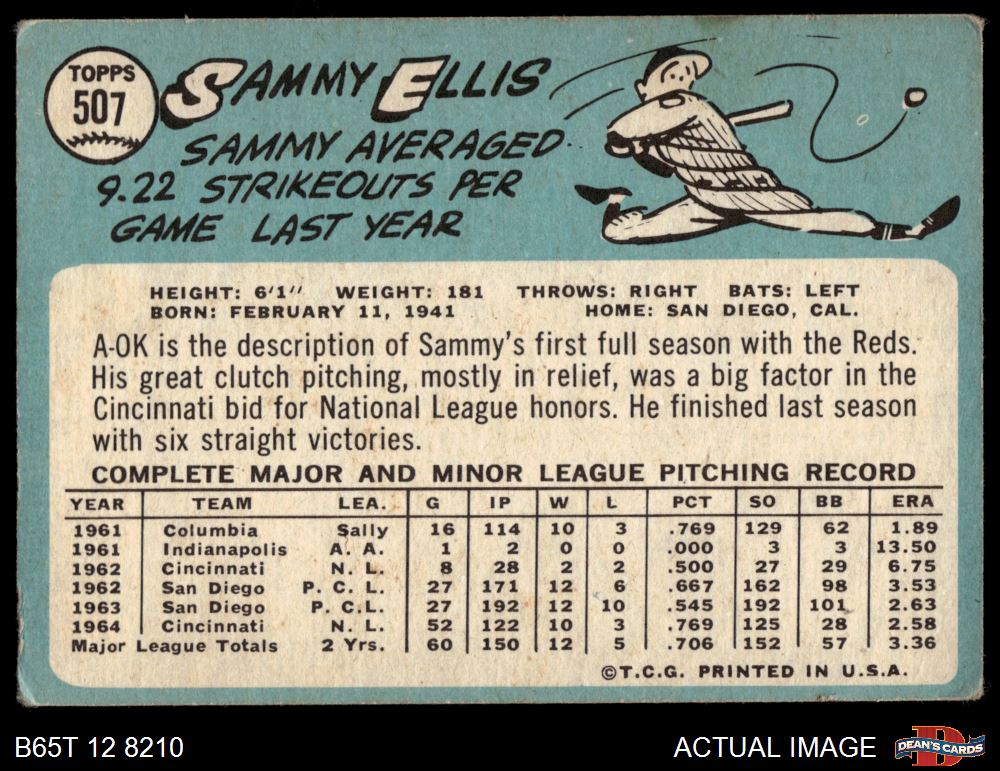 TOPPS
507
SAMMY ELLIS
SAMMY AVERAGED
9.22 STRIKEOUTS PER
GAME LAST YEAR
HEIGHT: 6'1" WEIGHT: 181 THROWS: RIGHT BATS: LEFT
BORN: FEBRUARY 11, 1941 HOME: SAN DIEGO, CAL.
A-OK is the description of Sammy's first full season with the Reds.
His great clutch pitching, mostly in relief, was a big factor in the
Cincinnati bid for National League honors. He finished last season
with six straight victories.
COMPLETE MAJOR AND MINOR LEAGUE PITCHING RECORD
YEAR TEAM LEA. G IP W L PCT SO BB ERA
1961 Columbia Sally 16 114 10 3 .769 129 62 1.89
1961 Indianapolis A. A. 1 2 0 0 .000 3 3 13.50
1962 Cincinnati N. L. 8 28 2 2 .500 27 29 6.75
1962 San Diego P. C. L. 27 171 12 6 .667 162 98 3.53
1963 San Diego P. C.L. 27 192 12 10 .545 192 101 2.63
1964 Cincinnati N. L. 52 122 10 3 .769 125 28 2.58
Major League Totals 2 Yrs. 60 150 12 5 .706 152 57 3.36
©T.C.G. PRINTED IN U.S.A.
B65T 12 8210 ACTUAL IMAGE DEAN'S CARDS